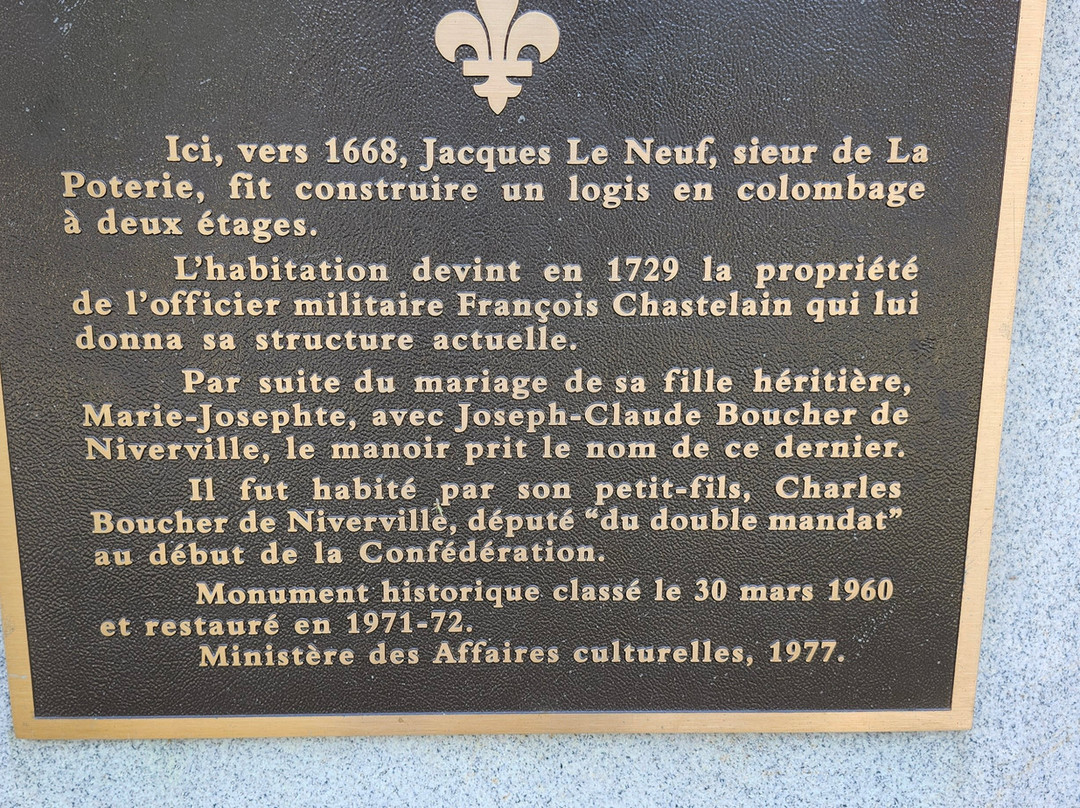 Ici, vers 1668, Jacques Le Neuf, sieur de La
Poterie, fit construire un logis en colombage
à deux étages.
L'habitation devint en 1729 la propriété
de l'officier militaire François Chastelain qui lui
donna sa structure actuelle.
Par suite du mariage de sa fille héritière,
Marie-Josephte, avec Joseph-Claude Boucher de
Niverville, le manoir prit le nom de ce dernier.
Il fut habité par son petit-fils, Charles
Boucher de Niverville, député “du double mandat”
au début de la Confédération.
Monument historique classé le 30 mars 1960
et restauré en 1971-72.
Ministère des Affaires culturelles, 1977.